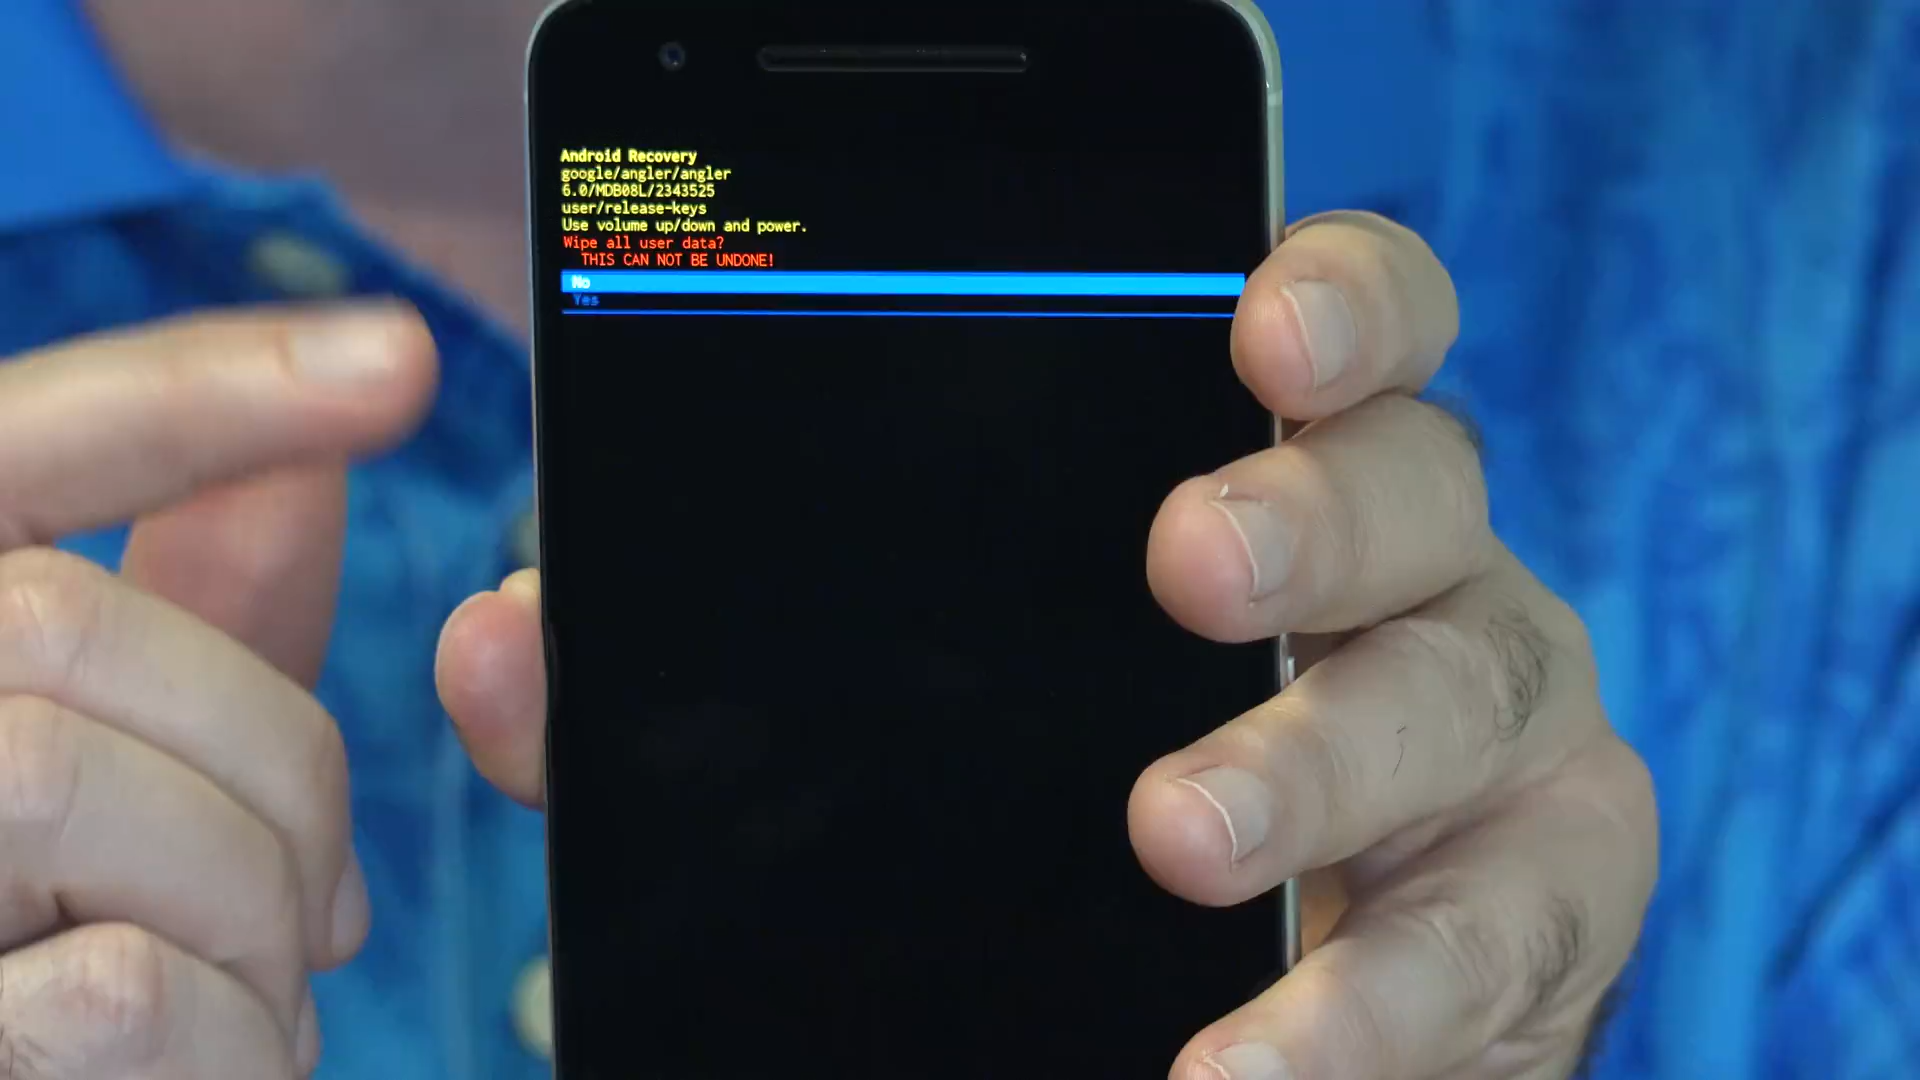 Android Recovery
google/angler/angler
6.0/MDB08L/2343525
user/release-keys
Use volume up/down and power.
Wipe all user data?
THIS CAN NOT BE UNDONE!
No
Yes